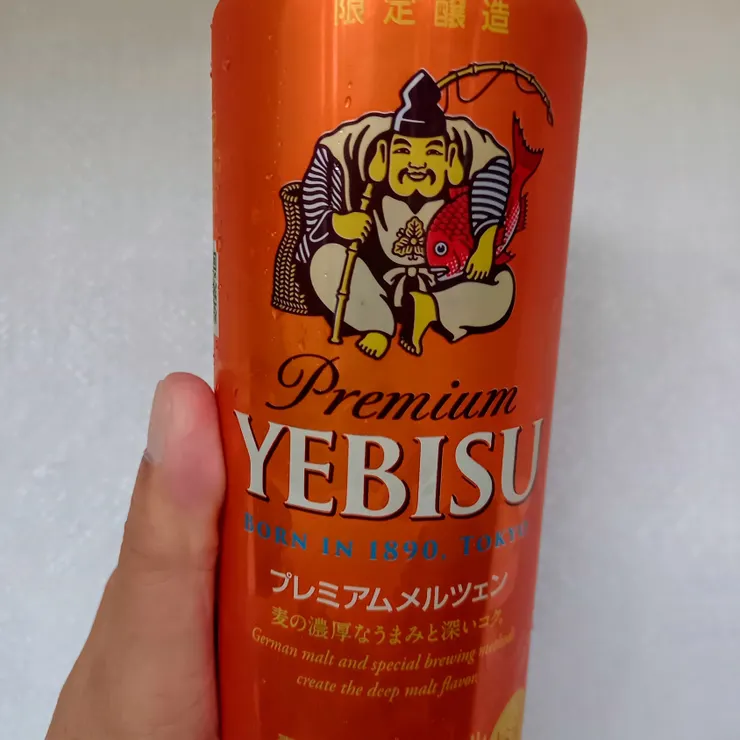 限定醸造
Premium
YEBISU
BORN IN 1890, TOKYO
プレミアムメルツェン
麦の濃厚なうまみと深いコク。
German malt and special brewing methods
create the deep malt flavor.